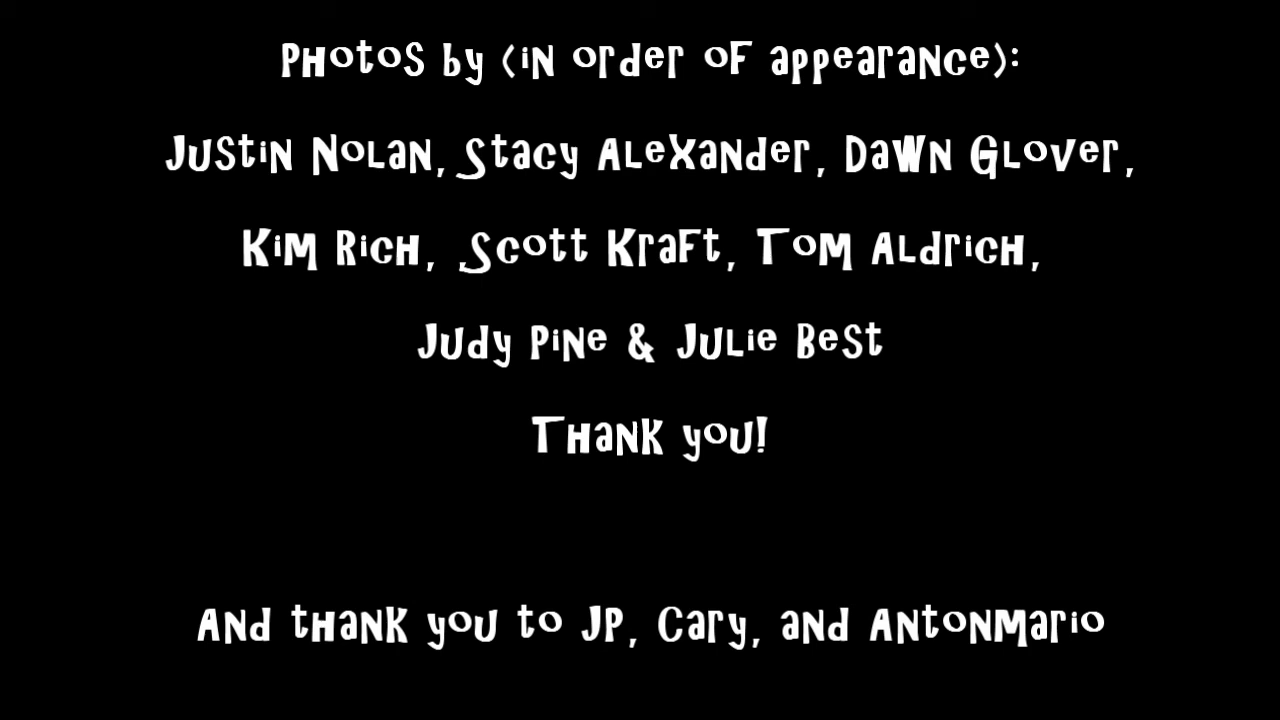 Photos by (in order of appearance):
Justin Nolan, Stacy Alexander, Dawn Glover,
Kim Rich, Scott Kraft, Tom Aldrich,
Judy Pine & Julie Best
Thank you!
And thank you to JP, Cary, and Antonmario